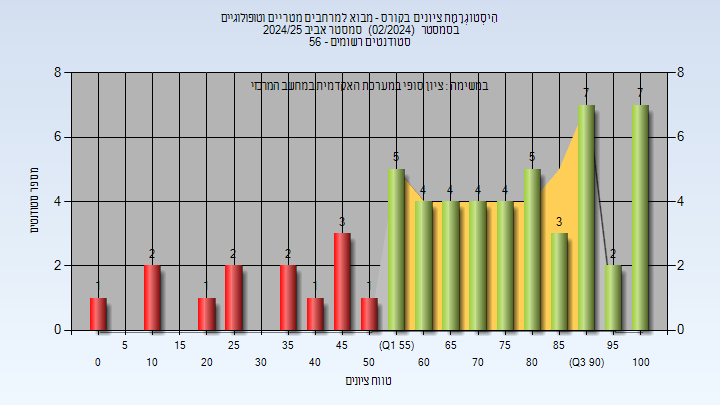 היסטוגרמת ציונים בקורס - מבוא למרחבים מטריים וטופולוגיים
בסמסטר (02/2024) סמסטר אביב 2024/25
סטודנטים רשומים - 56
במשימה : ציון סופי במערכת האקדמית במחשב המרכזי
מספר סטודנטים
8 8
6 6
4 4
2 2
0 0
1 2 1 2 2 1 3 1 5 4 4 4 4 5 3 7 2 7
5 15 25 35 45 (Q1 55) 65 75 85 95
0 10 20 30 40 50 60 70 80 (Q3 90) 100
טווח ציונים